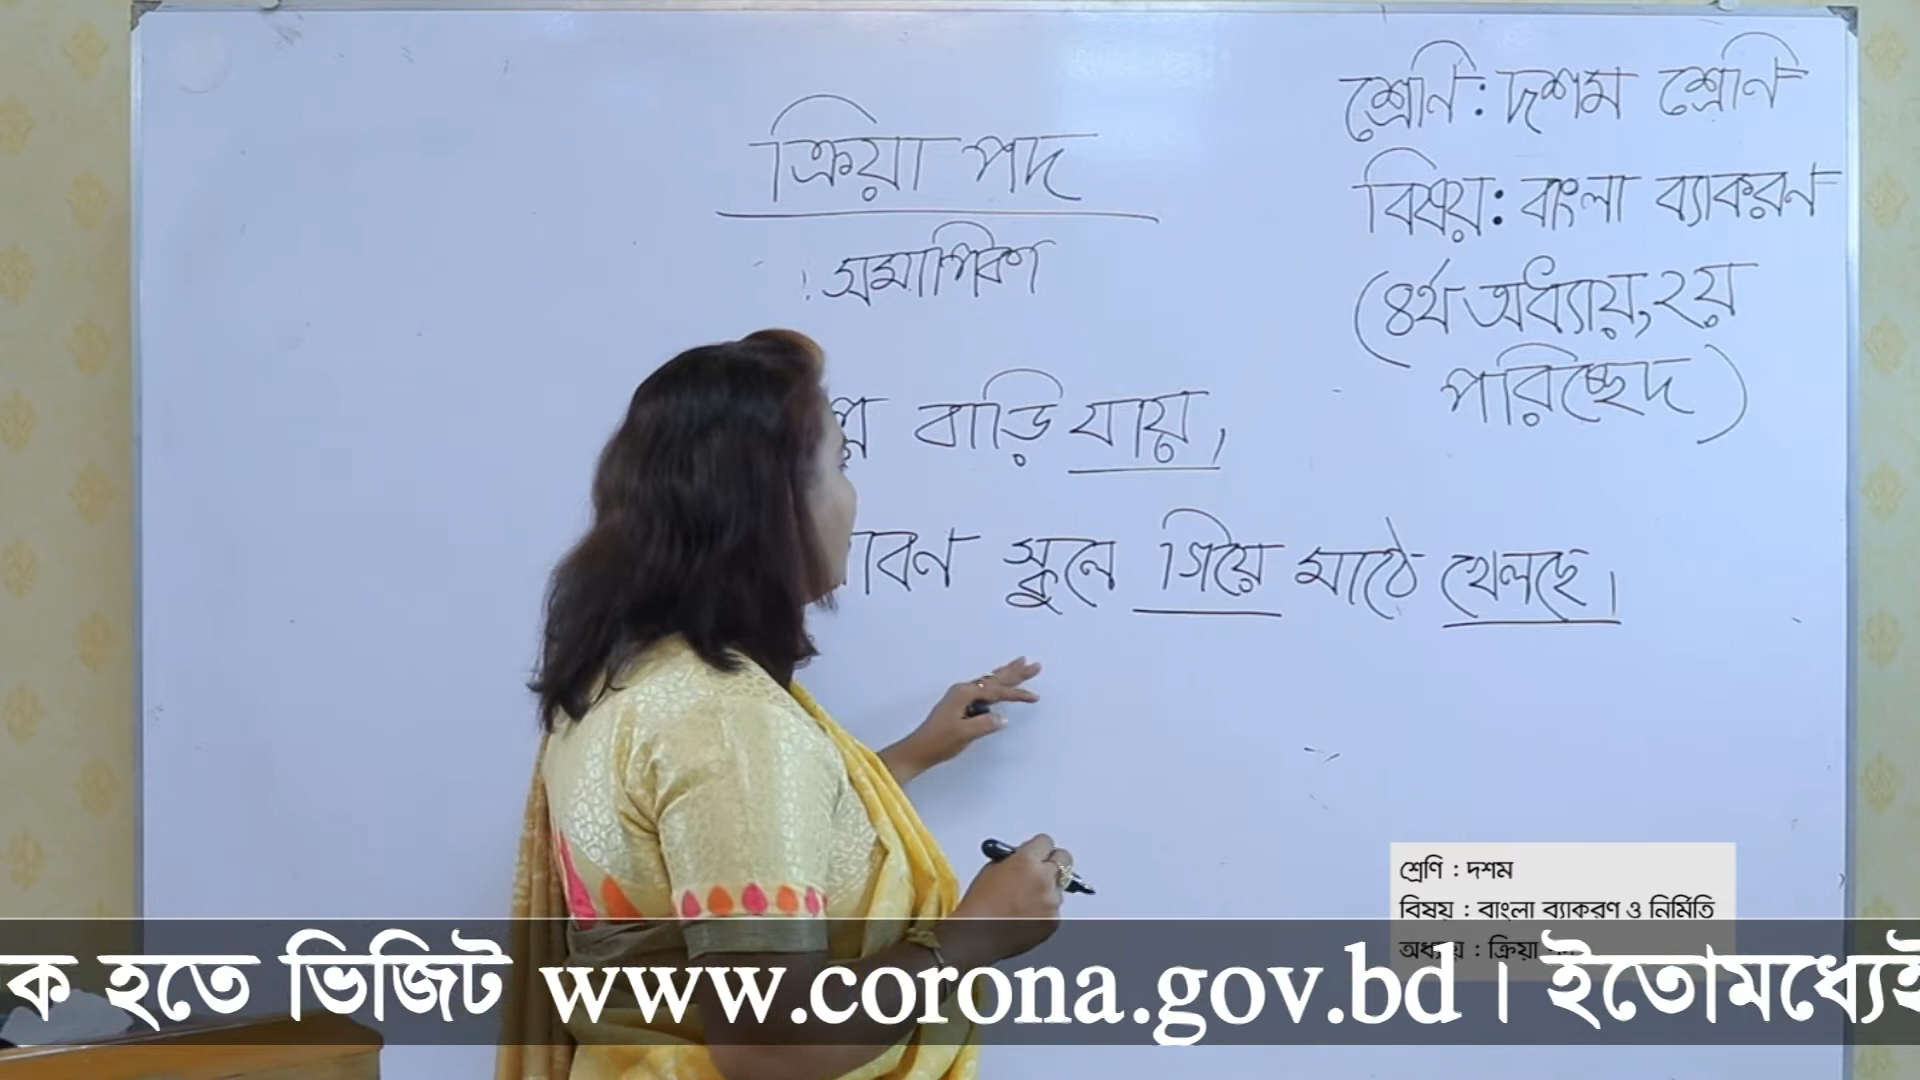 ক্রিয়া পদ
সমাপিকা
বাড়ি যায়।
স্কুলে গিয়ে মাঠে খেলছে।
শ্রেণি: দশম শ্রেণি
বিষয়: বাংলা ব্যাকরণ
(৪র্থ অধ্যায়, ২য়
পরিচ্ছেদ)
শ্রেণি : দশম
বিষয় : বাংলা ব্যাকরণ ও নির্মিতি
অধ্যায় : ক্রিয়া
ক হতে ভিজিট www.corona.gov.bd । ইতোমধ্যেই